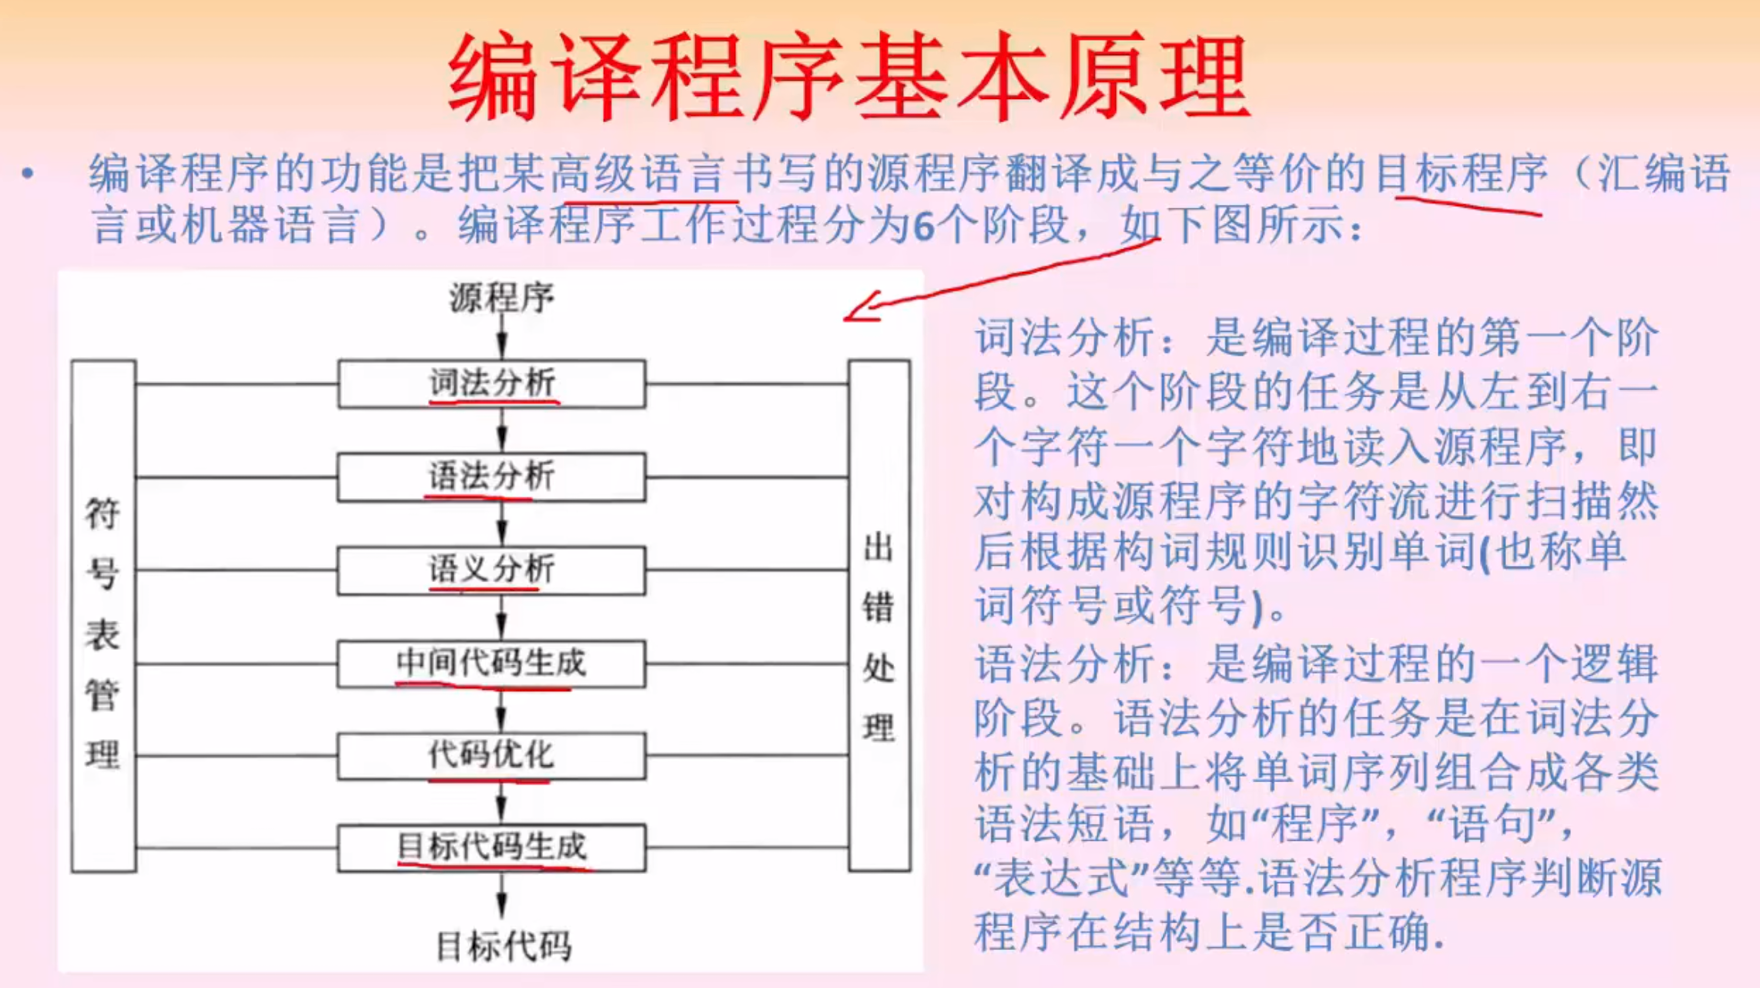 编译程序基本原理
• 编译程序的功能是把某高级语言书写的源程序翻译成与之等价的目标程序（汇编语
言或机器语言）。编译程序工作过程分为6个阶段，如下图所示：
源程序
词法分析
语法分析
语义分析
中间代码生成
代码优化
目标代码生成
目标代码
符号表管理
出错处理
词法分析：是编译过程的第一个阶
段。这个阶段的任务是从左到右一
个字符一个字符地读入源程序，即
对构成源程序的字符流进行扫描然
后根据构词规则识别单词(也称单
词符号或符号)。
语法分析：是编译过程的一个逻辑
阶段。语法分析的任务是在词法分
析的基础上将单词序列组合成各类
语法短语，如“程序”，“语句”，
“表达式”等等.语法分析程序判断源
程序在结构上是否正确.